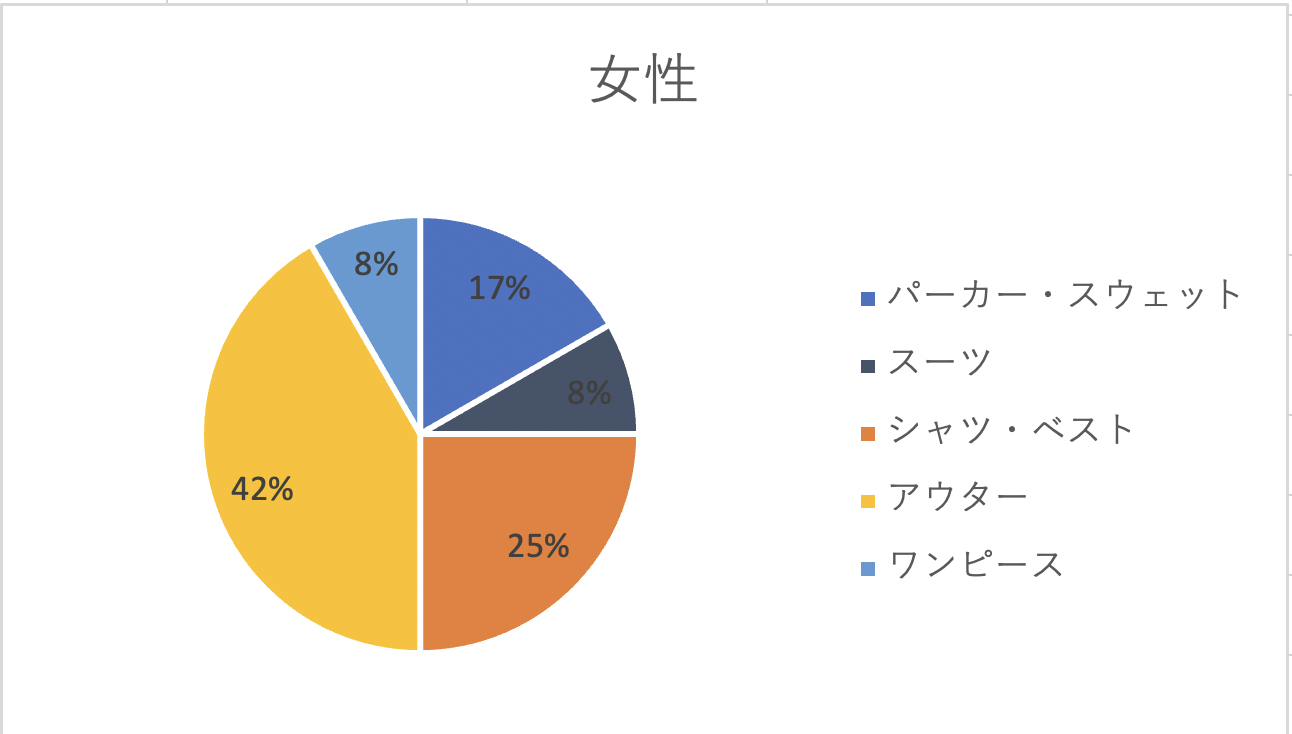 女性
8%
17%
8%
42%
25%
パーカー・スウェット
スーツ
シャツ・ベスト
アウター
ワンピース